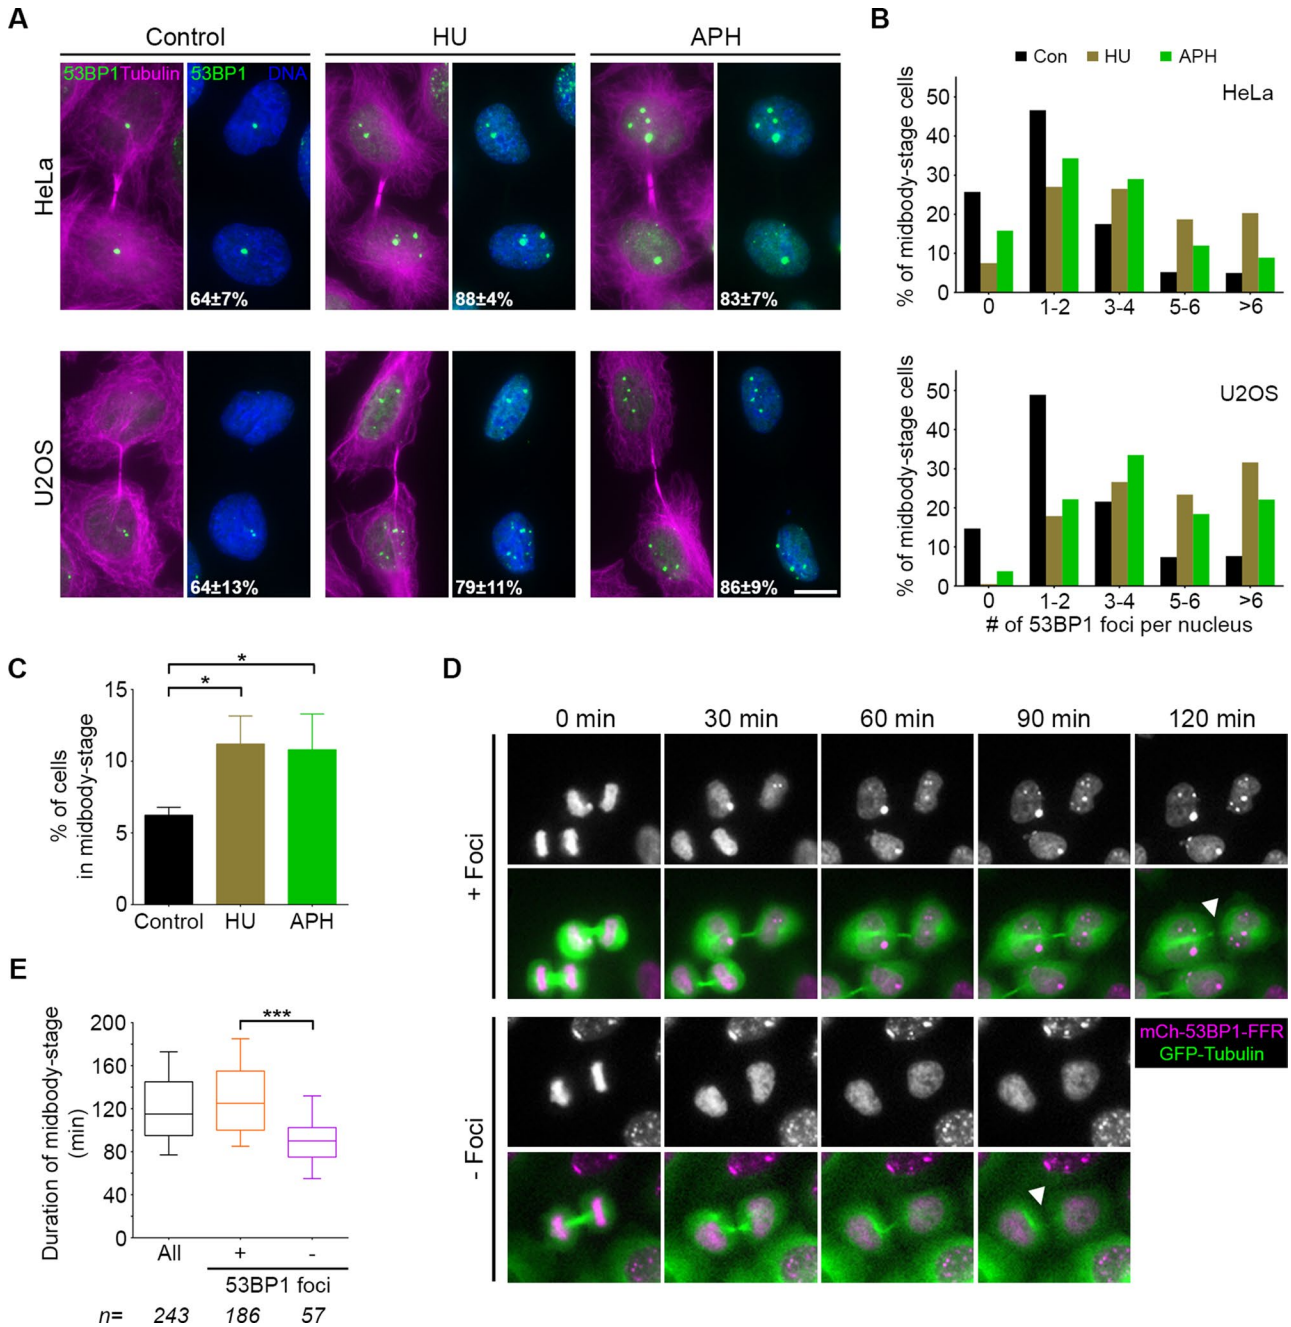 A
Control HU APH
53BP1Tubulin 53BP1 DNA
HeLa
64±7% 88±4% 83±7%
U2OS
64±13% 79±11% 86±9%
B
Con HU APH
HeLa
% of midbody-stage cells
50
40
30
20
10
0
0 1-2 3-4 5-6 >6
U2OS
% of midbody-stage cells
50
40
30
20
10
0
0 1-2 3-4 5-6 >6
# of 53BP1 foci per nucleus
C
% of cells
in midbody-stage
15
10
5
0
* *
Control HU APH
D
0 min 30 min 60 min 90 min 120 min
+ Foci
- Foci
mCh-53BP1-FFR
GFP-Tubulin
E
Duration of midbody-stage
(min)
200
160
120
80
40
0
***
All + -
53BP1 foci
n= 243 186 57